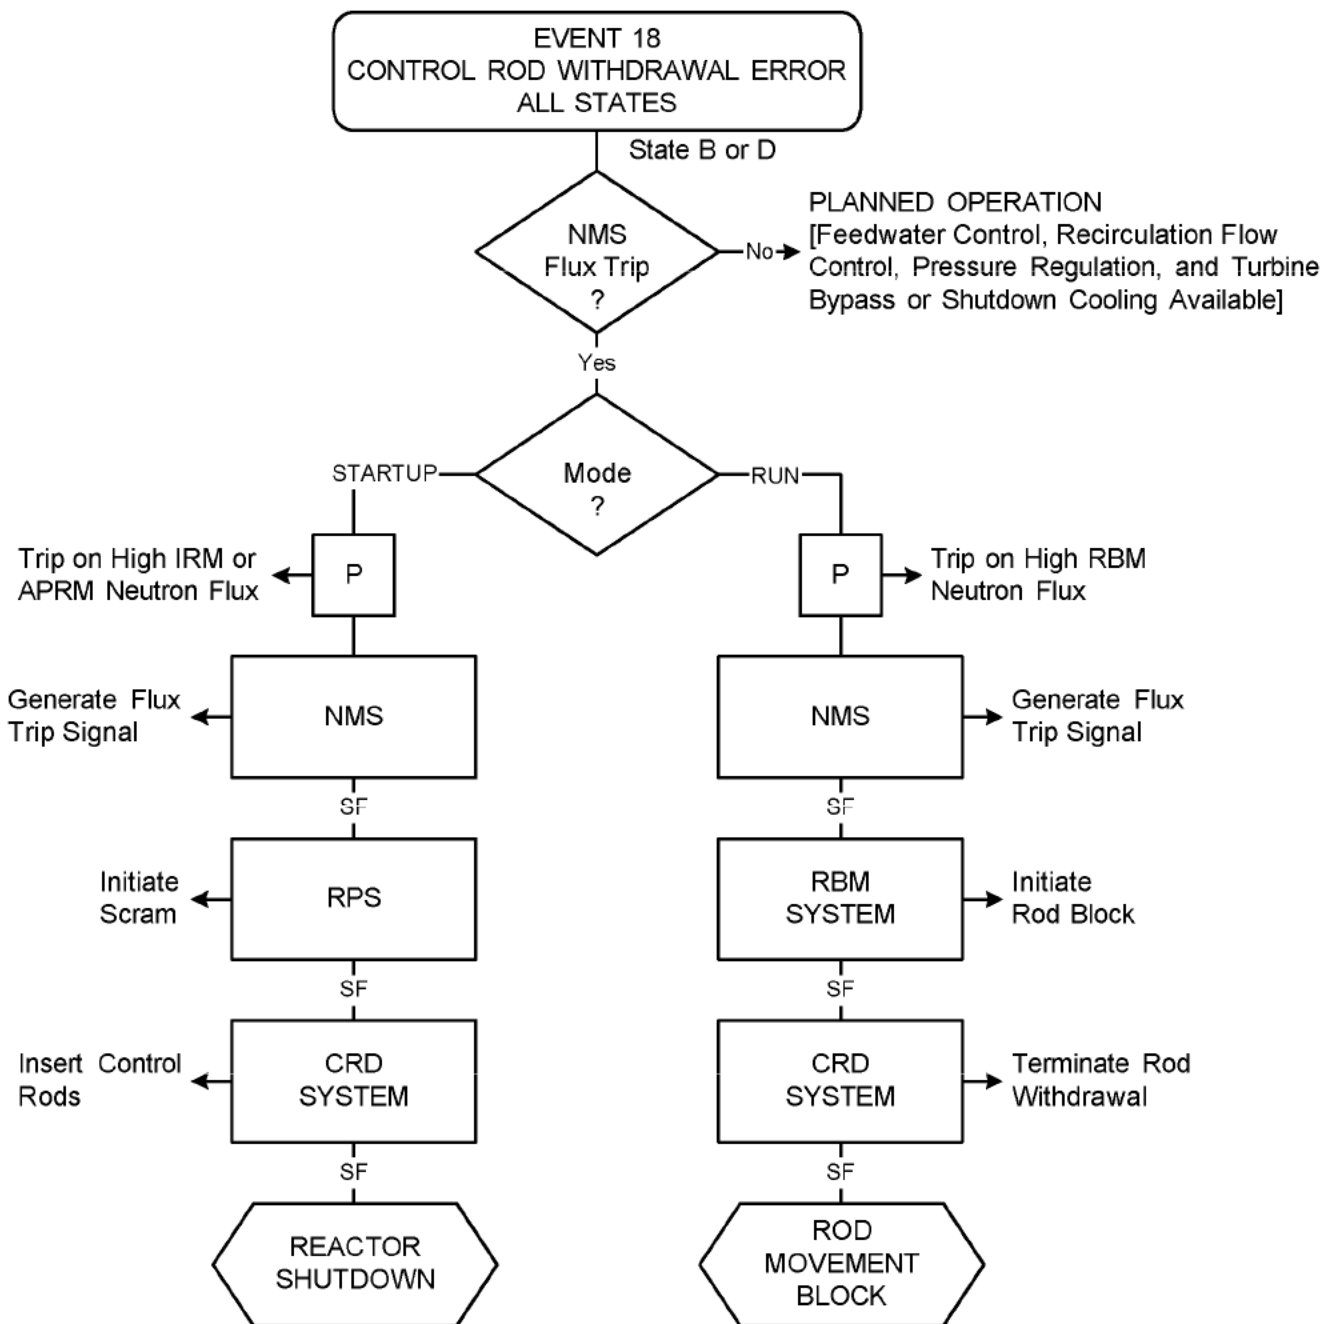 EVENT 18
CONTROL ROD WITHDRAWAL ERROR
ALL STATES
State B or D
NMS
Flux Trip
?
No
PLANNED OPERATION
[Feedwater Control, Recirculation Flow
Control, Pressure Regulation, and Turbine
Bypass or Shutdown Cooling Available]
Yes
Mode
?
STARTUP
RUN
Trip on High IRM or
APRM Neutron Flux
P
P
Trip on High RBM
Neutron Flux
Generate Flux
Trip Signal
NMS
NMS
Generate Flux
Trip Signal
SF
SF
Initiate
Scram
RPS
RBM
SYSTEM
Initiate
Rod Block
SF
SF
Insert Control
Rods
CRD
SYSTEM
CRD
SYSTEM
Terminate Rod
Withdrawal
SF
SF
REACTOR
SHUTDOWN
ROD
MOVEMENT
BLOCK